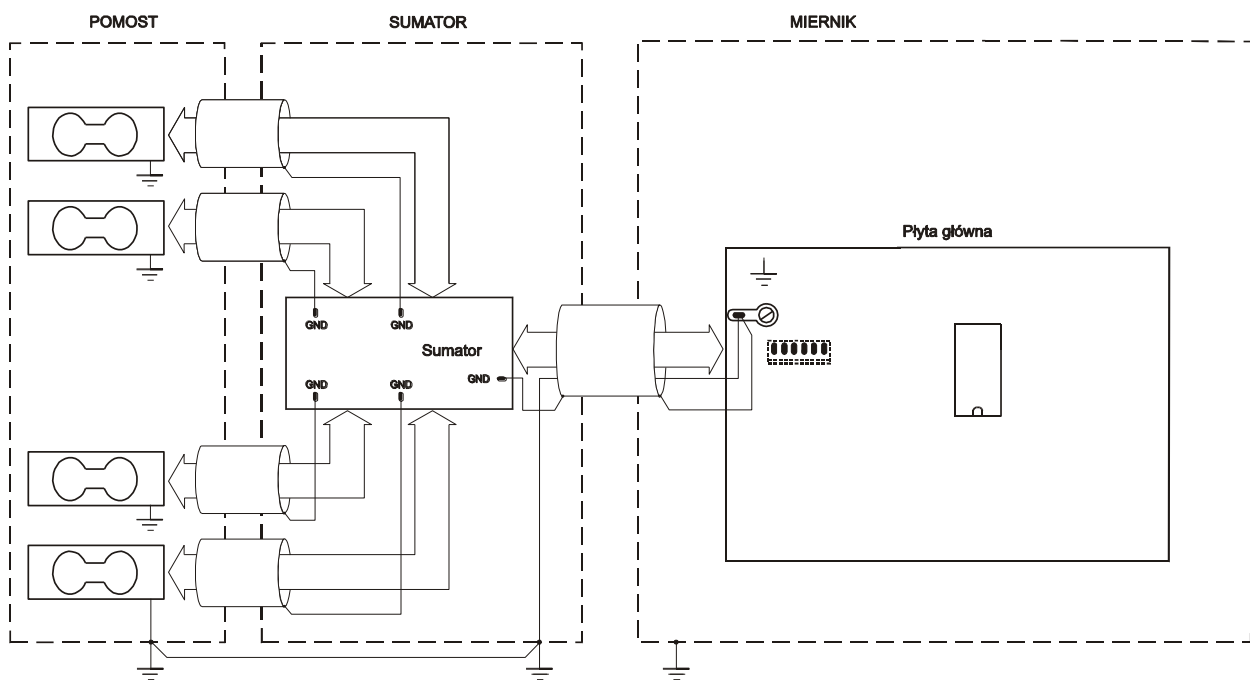 POMOST
SUMATOR
MIERNIK
Płyta główna
GND
GND
Sumator
GND
GND
GND